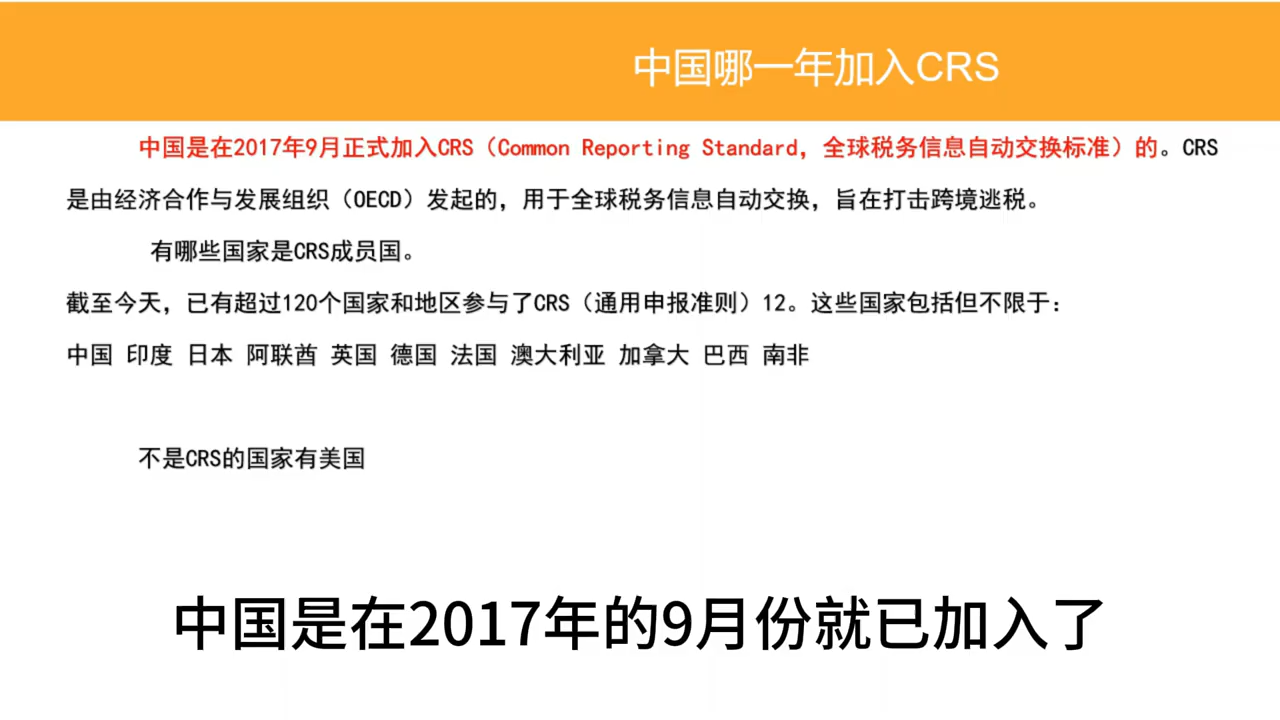 中国哪一年加入CRS
中国是在2017年9月正式加入CRS（Common Reporting Standard，全球税务信息自动交换标准）的。CRS
是由经济合作与发展组织（OECD）发起的，用于全球税务信息自动交换，旨在打击跨境逃税。
有哪些国家是CRS成员国。
截至今天，已有超过120个国家和地区参与了CRS（通用申报准则）12。这些国家包括但不限于：
中国 印度 日本 阿联酋 英国 德国 法国 澳大利亚 加拿大 巴西 南非
不是CRS的国家有美国
中国是在2017年的9月份就已加入了